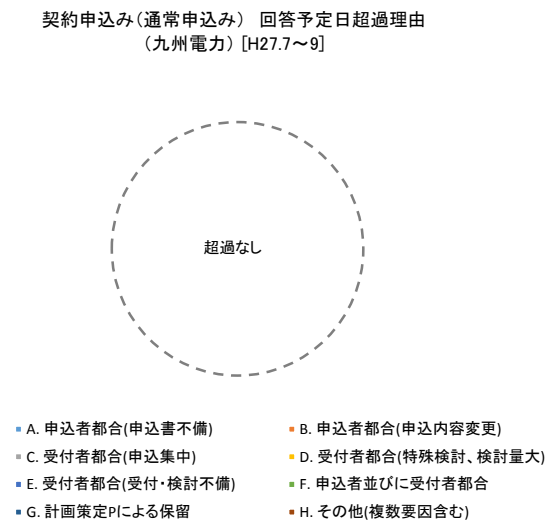 契約申込み(通常申込み)　回答予定日超過理由
(九州電力) [H27.7～9]
超過なし
A. 申込者都合(申込書不備)
B. 申込者都合(申込内容変更)
C. 受付者都合(申込集中)
D. 受付者都合(特殊検討、検討量大)
E. 受付者都合(受付・検討不備)
F. 申込者並びに受付者都合
G. 計画策定Pによる保留
H. その他(複数要因含む)